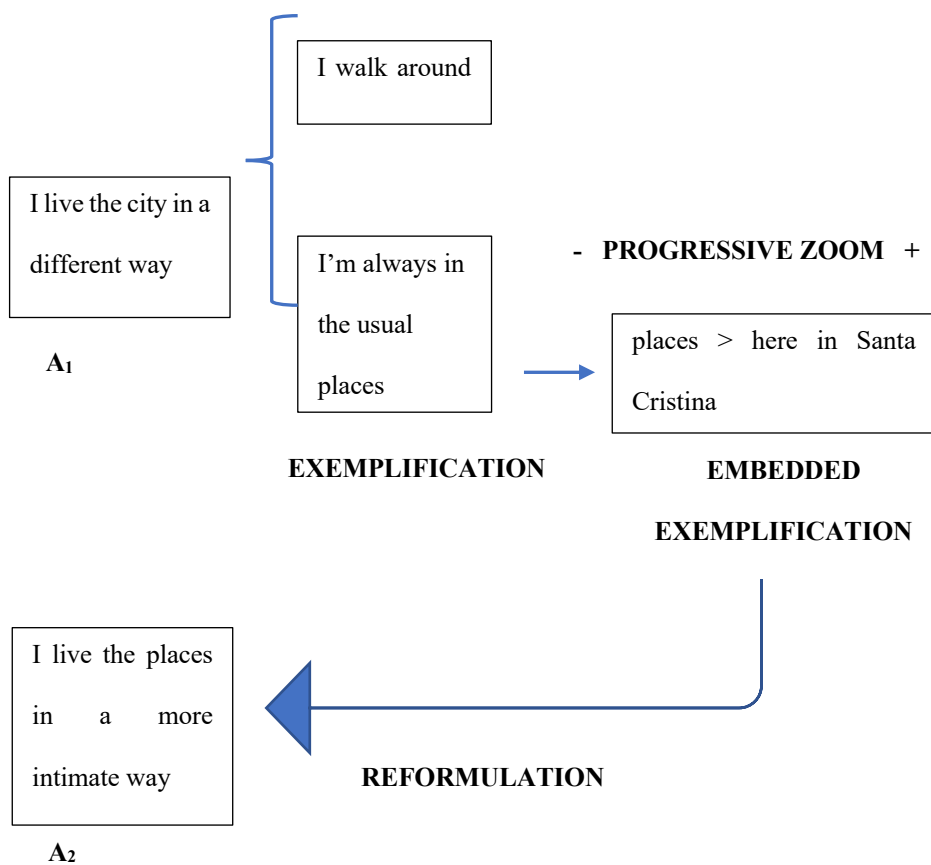 I walk around
I live the city in a
different way
A1
I'm always in
the usual
places
EXEMPLIFICATION
- PROGRESSIVE ZOOM +
places > here in Santa
Cristina
EMBEDDED
EXEMPLIFICATION
I live the places
in a more
intimate way
A2
REFORMULATION